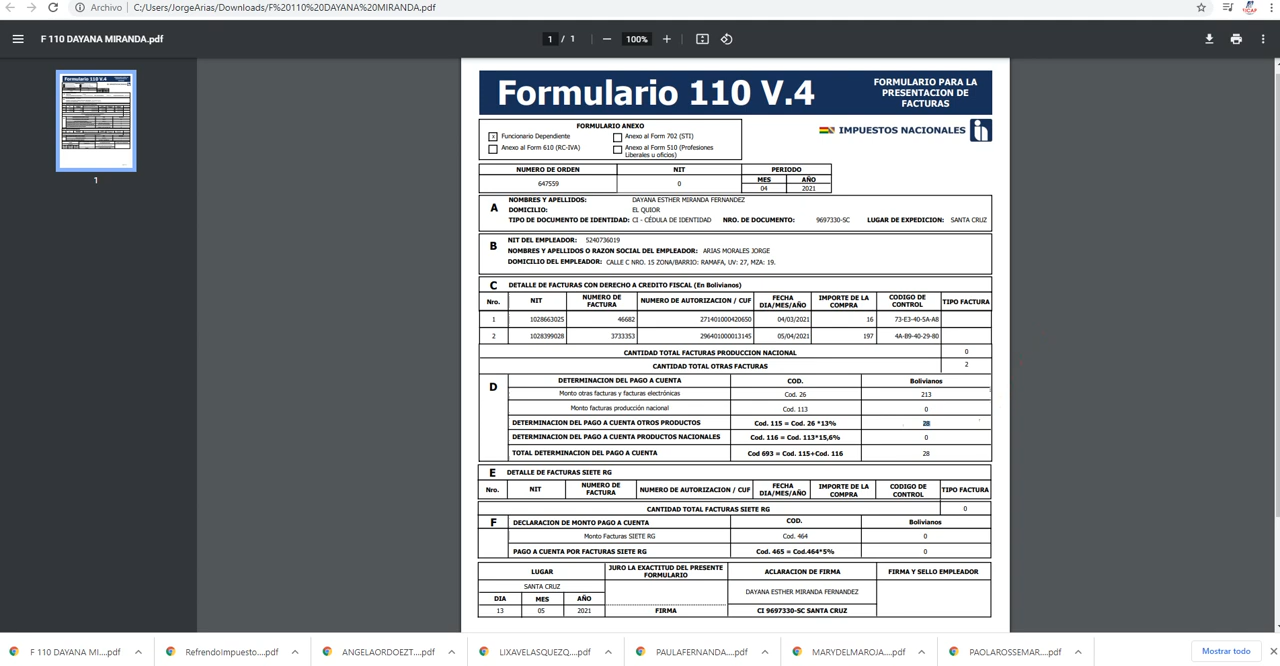 Archivo C:/Users/JorgeArias/Downloads/F%20110%20DAYANA%20MIRANDA.pdf
F 110 DAYANA MIRANDA.pdf
1 / 1
100%
1
Formulario 110 V.4
FORMULARIO PARA LA PRESENTACION DE FACTURAS
FORMULARIO ANEXO
x Funcionario Dependiente
Anexo al Form 702 (STI)
Anexo al Form 610 (RC-IVA)
Anexo al Form 510 (Profesiones Liberales u oficios)
IMPUESTOS NACIONALES
NUMERO DE ORDEN NIT PERIODO
MES AÑO
647559 0 04 2021
A
NOMBRES Y APELLIDOS: DAYANA ESTHER MIRANDA FERNANDEZ
DOMICILIO: EL QUIOR
TIPO DE DOCUMENTO DE IDENTIDAD: CI - CÉDULA DE IDENTIDAD NRO. DE DOCUMENTO: 9697330-SC LUGAR DE EXPEDICION: SANTA CRUZ
B
NIT DEL EMPLEADOR: 5240736019
NOMBRES Y APELLIDOS O RAZON SOCIAL DEL EMPLEADOR: ARIAS MORALES JORGE
DOMICILIO DEL EMPLEADOR: CALLE C NRO. 15 ZONA/BARRIO: RAMAFA, UV: 27, MZA: 19.
C DETALLE DE FACTURAS CON DERECHO A CREDITO FISCAL (En Bolivianos)
Nro. NIT NUMERO DE FACTURA NUMERO DE AUTORIZACION / CUF FECHA DIA/MES/AÑO IMPORTE DE LA COMPRA CODIGO DE CONTROL TIPO FACTURA
1 1028663025 46682 271401000420650 04/03/2021 16 73-E3-40-5A-A8
2 1028399028 3733353 296401000013145 05/04/2021 197 4A-B9-40-29-80
CANTIDAD TOTAL FACTURAS PRODUCCION NACIONAL 0
CANTIDAD TOTAL OTRAS FACTURAS 2
D DETERMINACION DEL PAGO A CUENTA COD. Bolivianos
Monto otras facturas y facturas electrónicas Cod. 26 213
Monto facturas producción nacional Cod. 113 0
DETERMINACION DEL PAGO A CUENTA OTROS PRODUCTOS Cod. 115 = Cod. 26 *13% 28
DETERMINACION DEL PAGO A CUENTA PRODUCTOS NACIONALES Cod. 116 = Cod. 113*15,6% 0
TOTAL DETERMINACION DEL PAGO A CUENTA Cod 693 = Cod. 115+Cod. 116 28
E DETALLE DE FACTURAS SIETE RG
Nro. NIT NUMERO DE FACTURA NUMERO DE AUTORIZACION / CUF FECHA DIA/MES/AÑO IMPORTE DE LA COMPRA CODIGO DE CONTROL TIPO FACTURA
CANTIDAD TOTAL FACTURAS SIETE RG 0
F DECLARACION DE MONTO PAGO A CUENTA COD. Bolivianos
Monto Facturas SIETE RG Cod. 464 0
PAGO A CUENTA POR FACTURAS SIETE RG Cod. 465 = Cod.464*5% 0
LUGAR JURO LA EXACTITUD DEL PRESENTE FORMULARIO ACLARACION DE FIRMA FIRMA Y SELLO EMPLEADOR
SANTA CRUZ
DAYANA ESTHER MIRANDA FERNANDEZ
DIA MES AÑO
13 05 2021 FIRMA CI 9697330-SC SANTA CRUZ
F 110 DAYANA MI....pdf
RefrendoImpuesto....pdf
ANGELAORDOEZT....pdf
LIXAVELASQUEZQ....pdf
PAULAFERNANDA....pdf
MARYDELMAROJA....pdf
PAOLAROSSEMAR....pdf
Mostrar todo